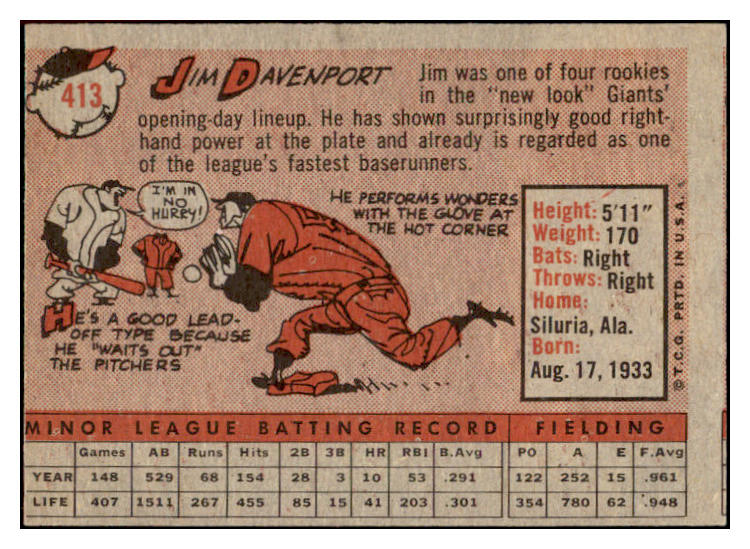 413
JIM DAVENPORT
Jim was one of four rookies
in the "new look" Giants'
opening-day lineup. He has shown surprisingly good right-
hand power at the plate and already is regarded as one
of the league's fastest baserunners.
I'M IN
NO
HURRY!
HE PERFORMS WONDERS
WITH THE GLOVE AT
THE HOT CORNER
HE'S A GOOD LEAD-
OFF TYPE BECAUSE
HE "WAITS OUT"
THE PITCHERS
Height: 5'11"
Weight: 170
Bats: Right
Throws: Right
Home:
Siluria, Ala.
Born:
Aug. 17, 1933
© T.C.G. PRTD. IN U.S.A.
MINOR LEAGUE BATTING RECORD FIELDING
Games AB Runs Hits 2B 3B HR RBI B.Avg PO A E F.Avg
YEAR 148 529 68 154 28 3 10 53 .291 122 252 15 .961
LIFE 407 1511 267 455 85 15 41 203 .301 354 780 62 .948